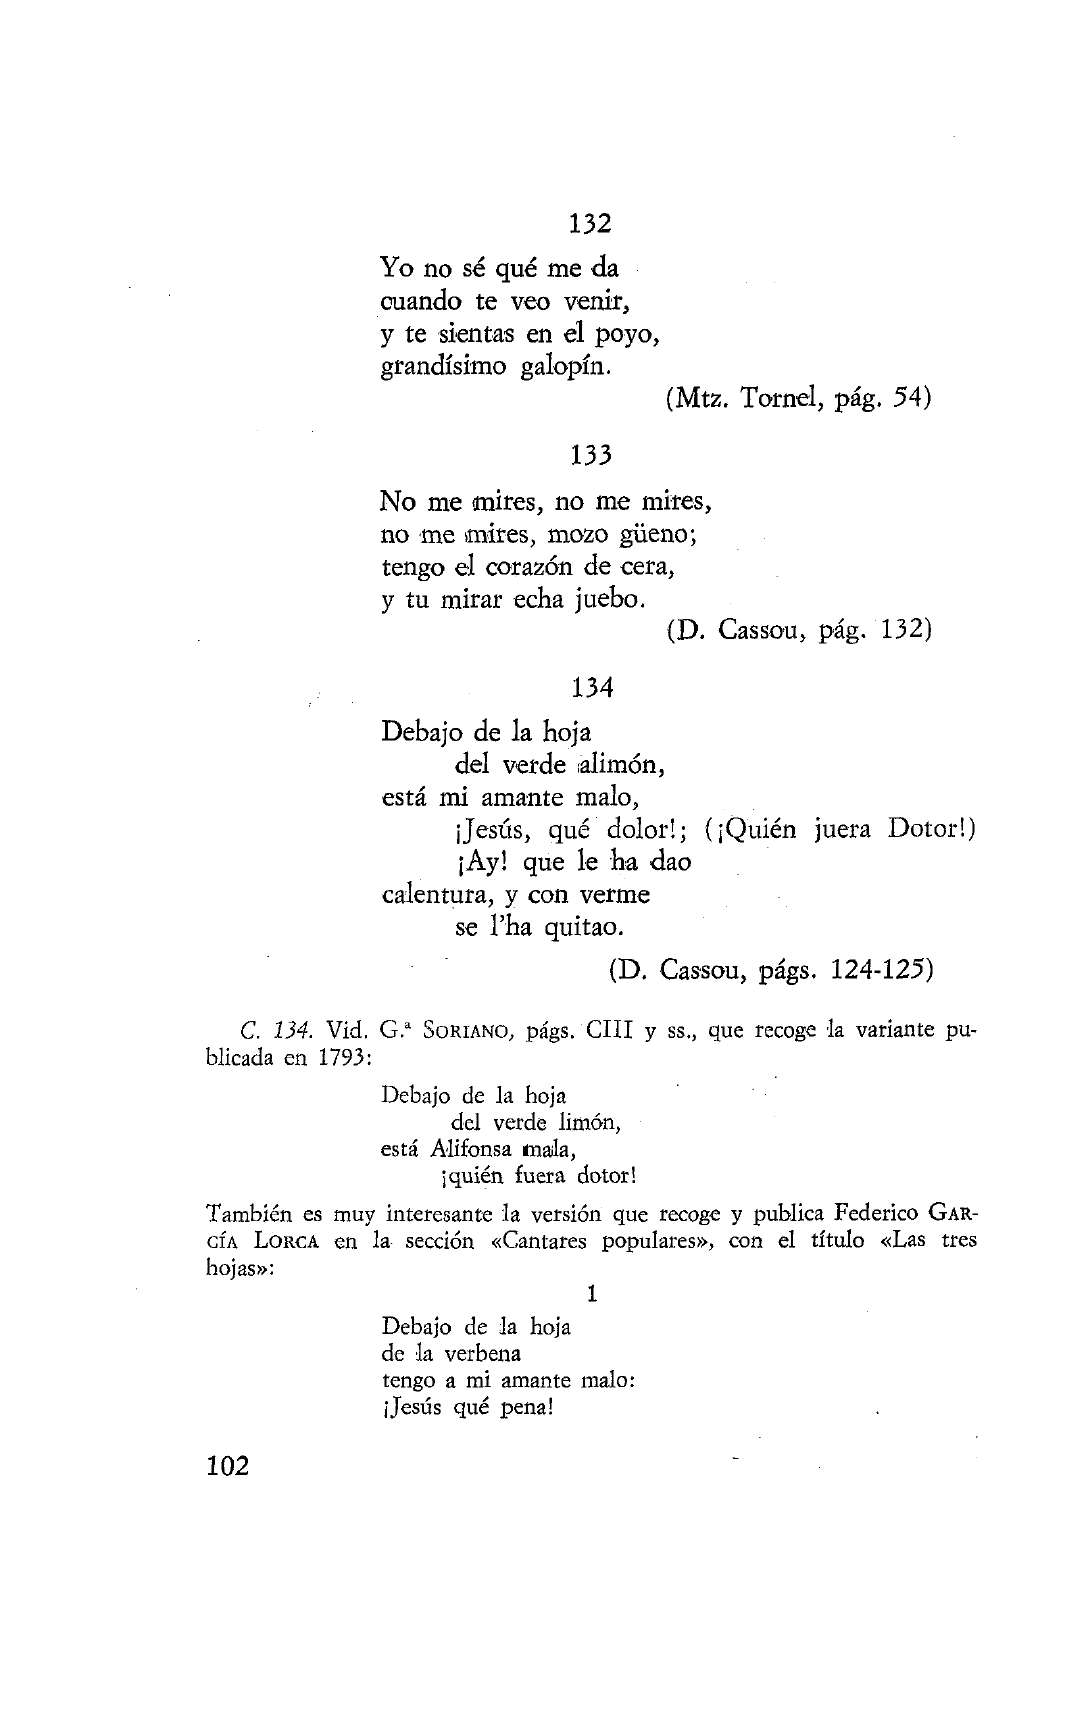 132
Yo no sé qué me da
cuando te veo venir,
y te sientas en el poyo,
grandísimo galopín.
(Mtz. Tornel, pág. 54)
133
No me mires, no me mires,
no me mires, mozo güeno;
tengo el corazón de cera,
y tu mirar echa juebo.
(D. Cassou, pág. 132)
134
Debajo de la hoja
del verde alimón,
está mi amante malo,
¡Jesús, qué dolor!; (¡Quién juera Dotor!)
¡Ay! que le ha dao
calentura, y con verme
se l'ha quitao.
(D. Cassou, págs. 124-125)
C. 134. Vid. G.ª SORIANO, págs. CIII y ss., que recoge la variante pu-
blicada en 1793:
Debajo de la hoja
del verde limón,
está Alifonsa mala,
¡quién fuera dotor!
También es muy interesante la versión que recoge y publica Federico GAR-
CÍA LORCA en la sección «Cantares populares», con el título «Las tres
hojas»:
1
Debajo de la hoja
de la verbena
tengo a mi amante malo:
¡Jesús qué pena!
102